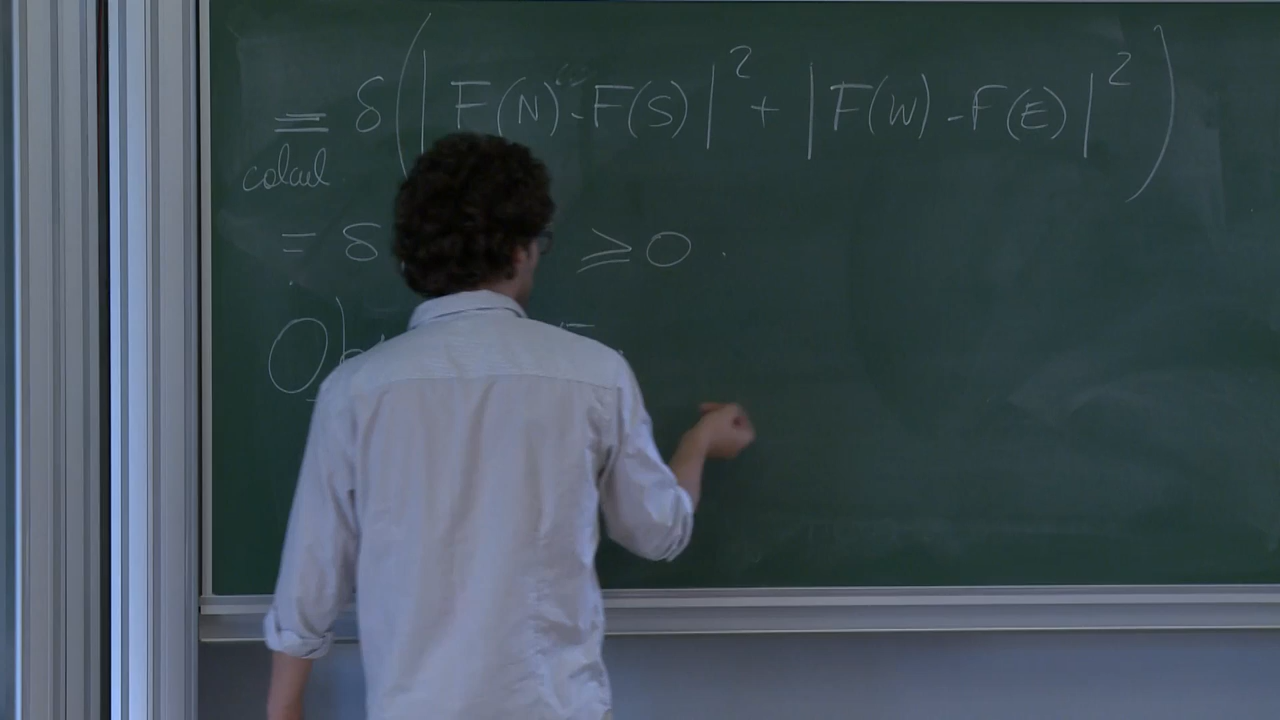 = δ( | F(N) - F(S) |² + | F(W) - F(E) |² )
calcul
= δ ≥ 0 .